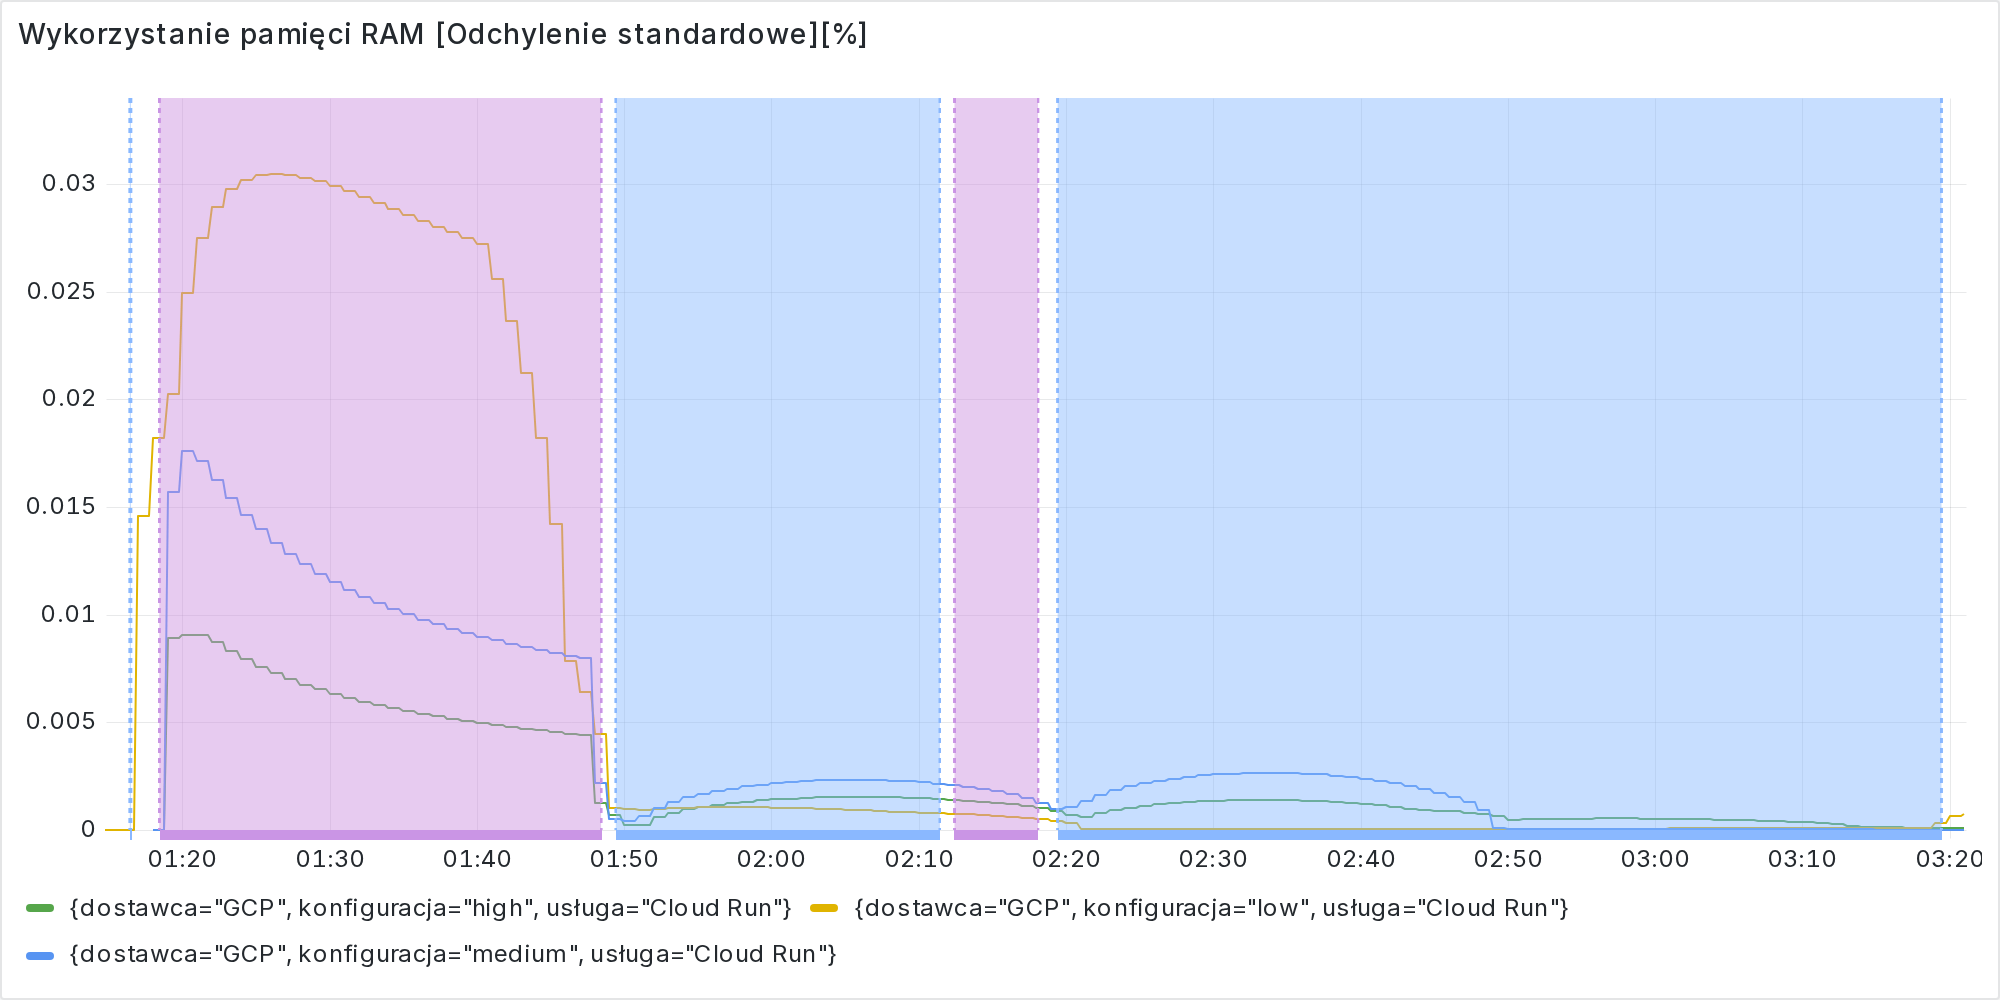 Wykorzystanie pamięci RAM [Odchylenie standardowe][%]
0.03
0.025
0.02
0.015
0.01
0.005
0
01:20 01:30 01:40 01:50 02:00 02:10 02:20 02:30 02:40 02:50 03:00 03:10 03:20
{dostawca="GCP", konfiguracja="high", usługa="Cloud Run"} {dostawca="GCP", konfiguracja="low", usługa="Cloud Run"}
{dostawca="GCP", konfiguracja="medium", usługa="Cloud Run"}